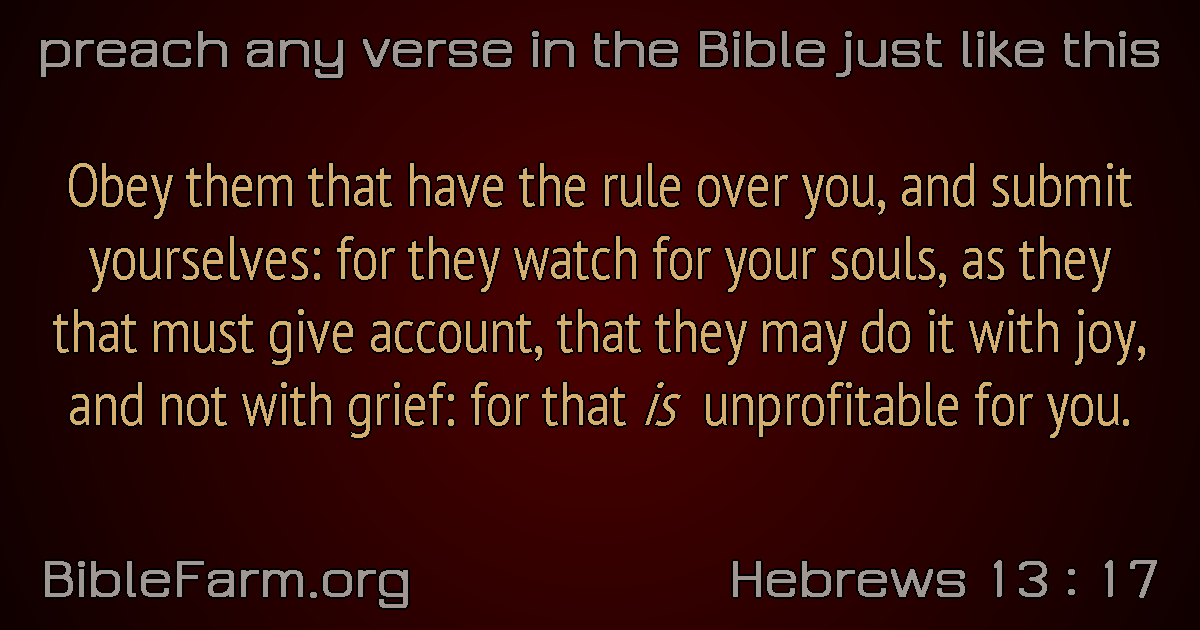 preach any verse in the Bible just like this
Obey them that have the rule over you, and submit
yourselves: for they watch for your souls, as they
that must give account, that they may do it with joy,
and not with grief: for that is unprofitable for you.
BibleFarm.org
Hebrews 13 : 17